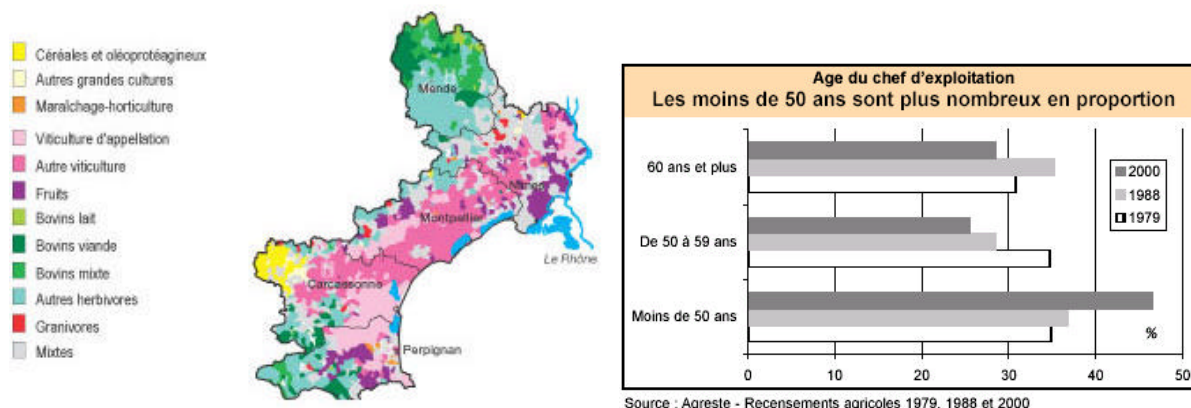 Céréales et oléoprotéagineux
Autres grandes cultures
Maraîchage-horticulture
Viticulture d'appellation
Autre viticulture
Fruits
Bovins lait
Bovins viande
Bovins mixte
Autres herbivores
Granivores
Mixtes
Mende
Nîmes
Montpellier
Le Rhône
Carcassonne
Perpignan
Age du chef d'exploitation
Les moins de 50 ans sont plus nombreux en proportion
60 ans et plus
De 50 à 59 ans
Moins de 50 ans
2000
1988
1979
%
0 10 20 30 40 50
Source : Agreste - Recensements agricoles 1979, 1988 et 2000